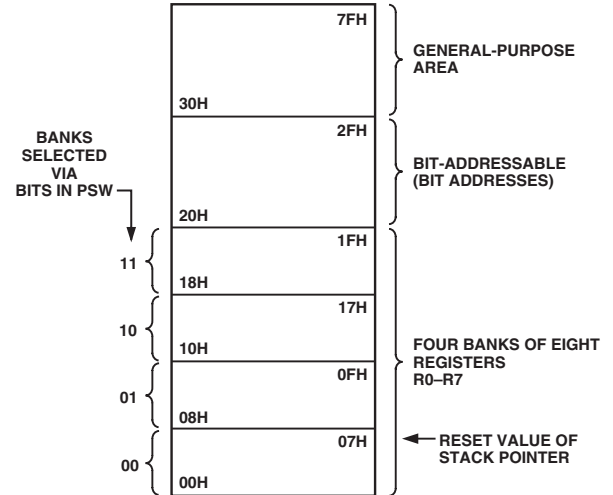 7FH
GENERAL-PURPOSE
AREA
30H
2FH
BANKS
SELECTED
VIA
BITS IN PSW
BIT-ADDRESSABLE
(BIT ADDRESSES)
20H
1FH
11
18H
17H
10
10H
FOUR BANKS OF EIGHT
REGISTERS
R0–R7
0FH
01
08H
07H
RESET VALUE OF
STACK POINTER
00
00H